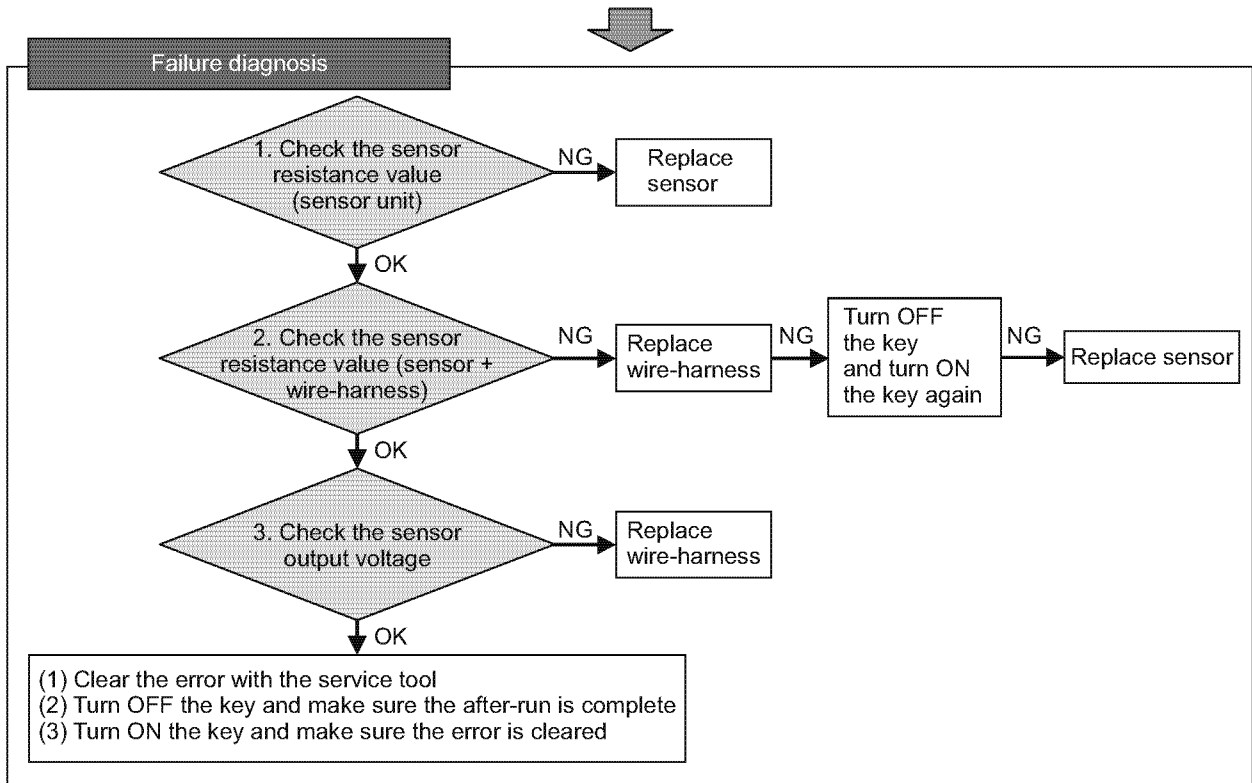 Failure diagnosis
1. Check the sensor
resistance value
(sensor unit)
NG
Replace
sensor
OK
2. Check the sensor
resistance value (sensor +
wire-harness)
NG
Replace
wire-harness
NG
Turn OFF
the key
and turn ON
the key again
NG
Replace sensor
OK
3. Check the sensor
output voltage
NG
Replace
wire-harness
OK
(1) Clear the error with the service tool
(2) Turn OFF the key and make sure the after-run is complete
(3) Turn ON the key and make sure the error is cleared